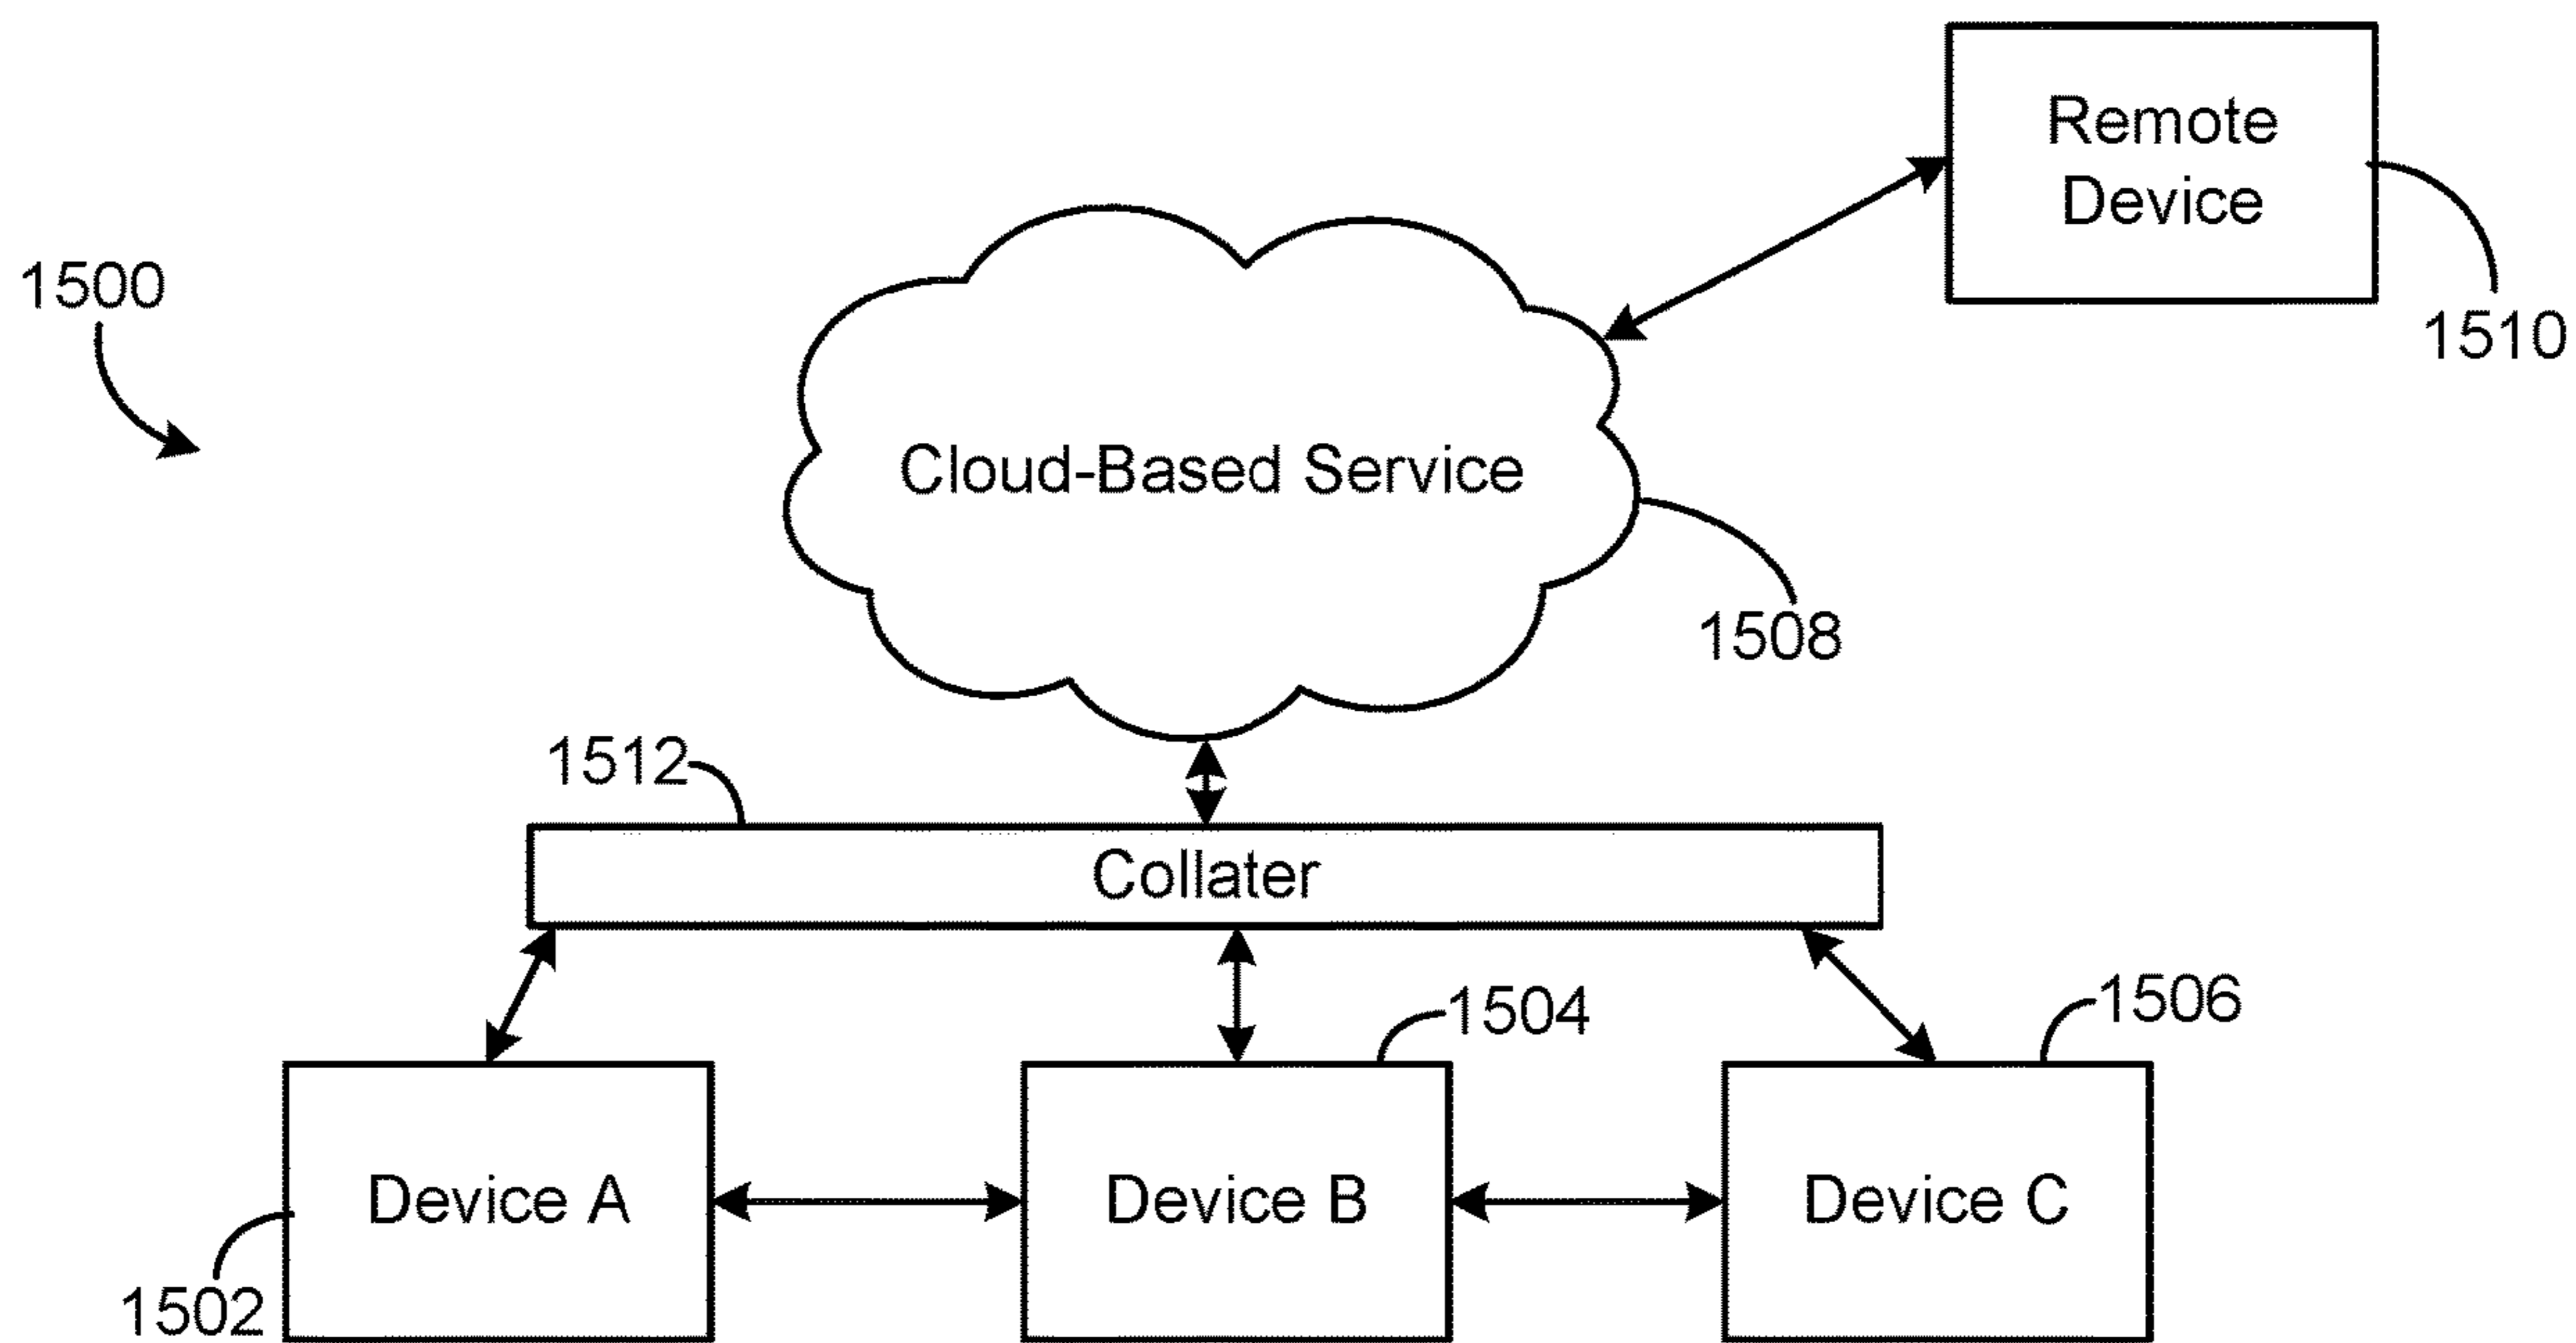 Remote
Device
1500
1510
Cloud-Based Service
1508
1512
Collater
1504
1506
Device A
Device B
Device C
1502